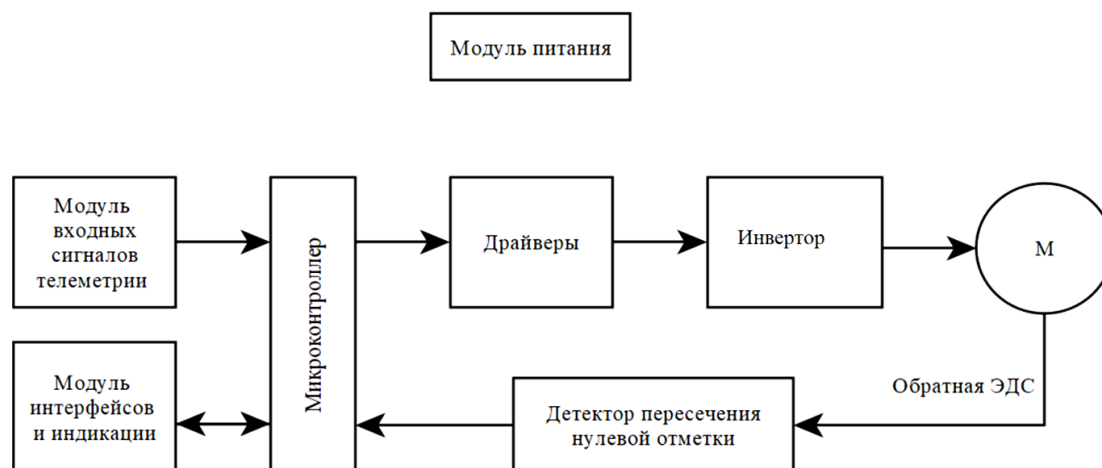 Модуль питания
Модуль
входных
сигналов
телеметрии
Микроконтроллер
Драйверы
Инвертор
М
Модуль
интерфейсов
и индикации
Детектор пересечения
нулевой отметки
Обратная ЭДС